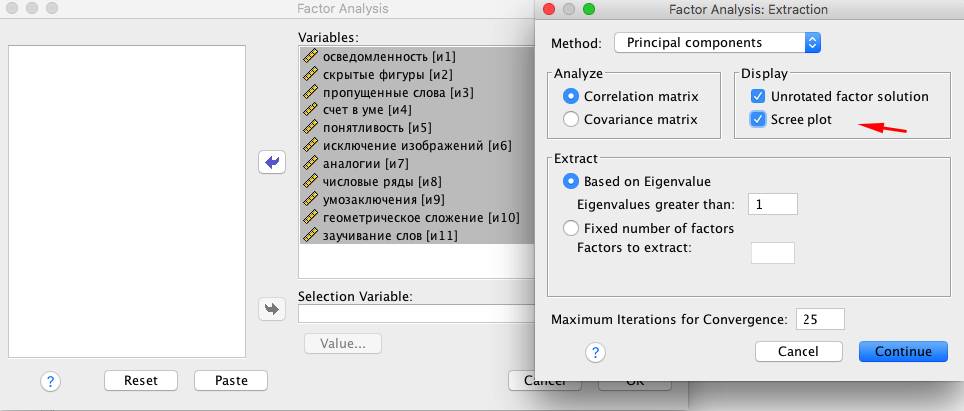 Factor Analysis
Variables:
осведомленность [и1]
скрытые фигуры [и2]
пропущенные слова [и3]
счет в уме [и4]
понятливость [и5]
исключение изображений [и6]
аналогии [и7]
числовые ряды [и8]
умозаключения [и9]
геометрическое сложение [и10]
заучивание слов [и11]
Selection Variable:
Value...
?
Reset
Paste
Cancel
OK
Factor Analysis: Extraction
Method: Principal components
Analyze
Correlation matrix
Covariance matrix
Display
Unrotated factor solution
Scree plot
Extract
Based on Eigenvalue
Eigenvalues greater than: 1
Fixed number of factors
Factors to extract:
Maximum Iterations for Convergence: 25
?
Cancel
Continue